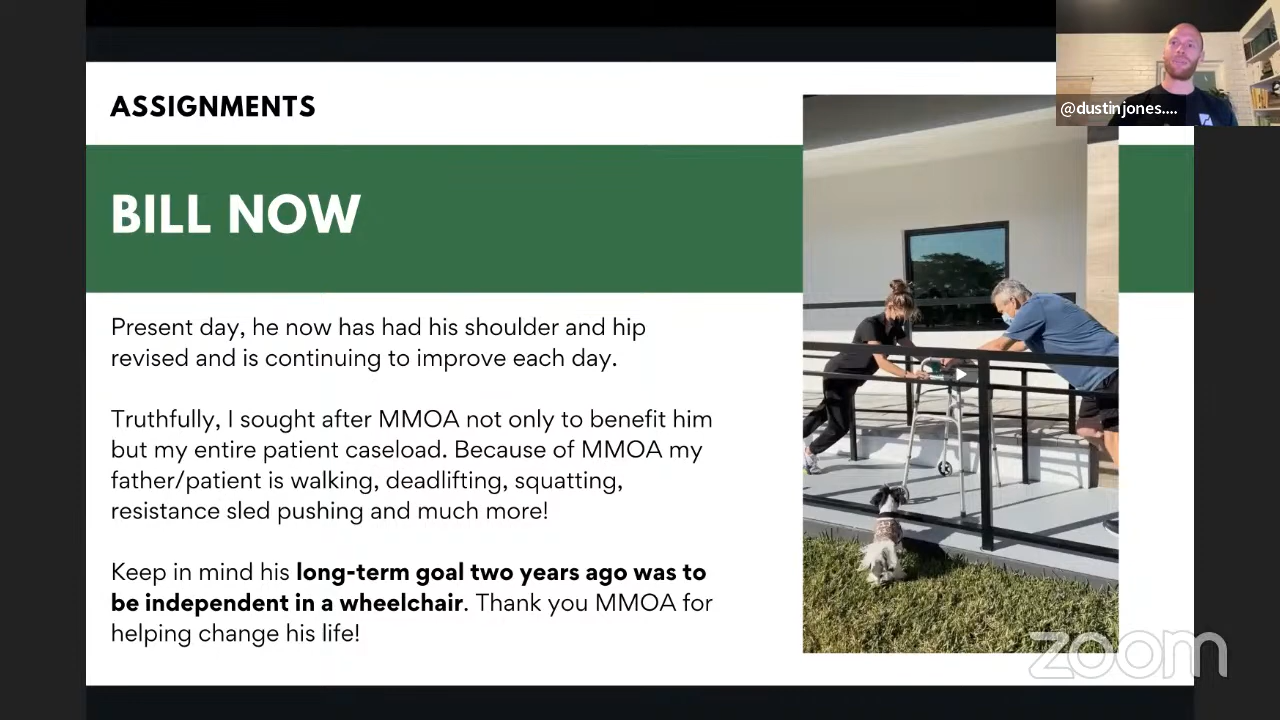 ASSIGNMENTS
@dustinjones....
BILL NOW
Present day, he now has had his shoulder and hip
revised and is continuing to improve each day.
Truthfully, I sought after MMOA not only to benefit him
but my entire patient caseload. Because of MMOA my
father/patient is walking, deadlifting, squatting,
resistance sled pushing and much more!
Keep in mind his long-term goal two years ago was to
be independent in a wheelchair. Thank you MMOA for
helping change his life!
zoom